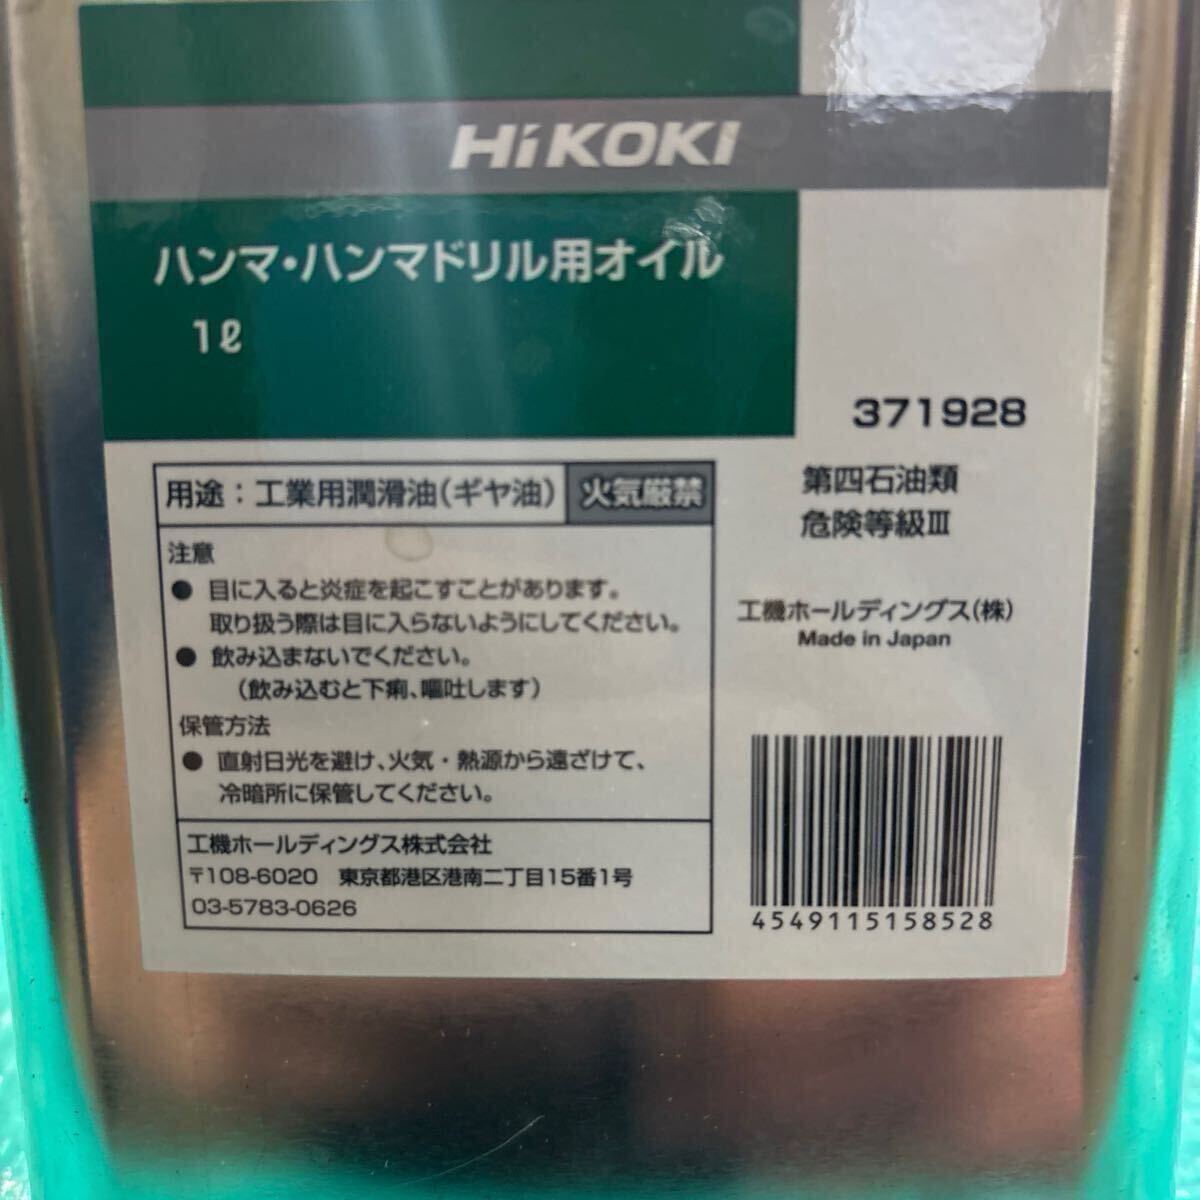 HiKOKI
ハンマ・ハンマドリル用オイル
1ℓ
371928
第四石油類
危険等級Ⅲ
工機ホールディングス(株)
Made in Japan
用途：工業用潤滑油(ギヤ油) 火気厳禁
注意
● 目に入ると炎症を起こすことがあります。
取り扱う際は目に入らないようにしてください。
● 飲み込まないでください。
(飲み込むと下痢、嘔吐します)
保管方法
● 直射日光を避け、火気・熱源から遠ざけて、
冷暗所に保管してください。
工機ホールディングス株式会社
〒108-6020 東京都港区港南二丁目15番1号
03-5783-0626
4549115158528